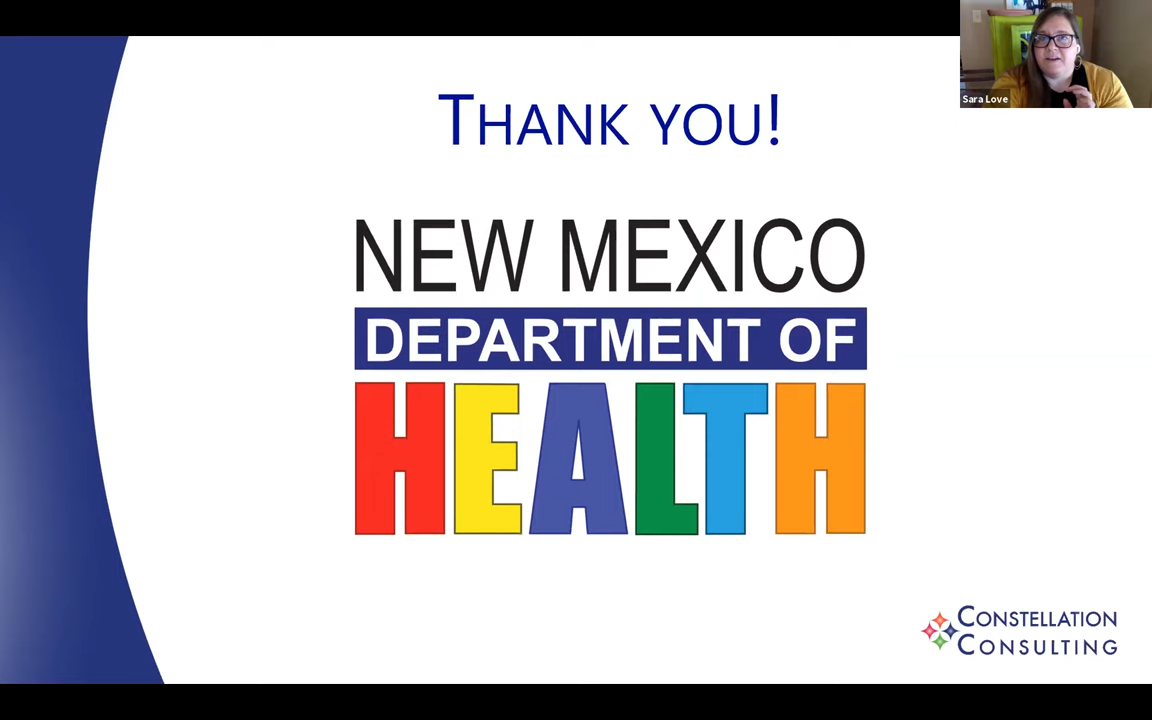 THANK YOU!
Sara Love
NEW MEXICO
DEPARTMENT OF
HEALTH
CONSTELLATION
CONSULTING